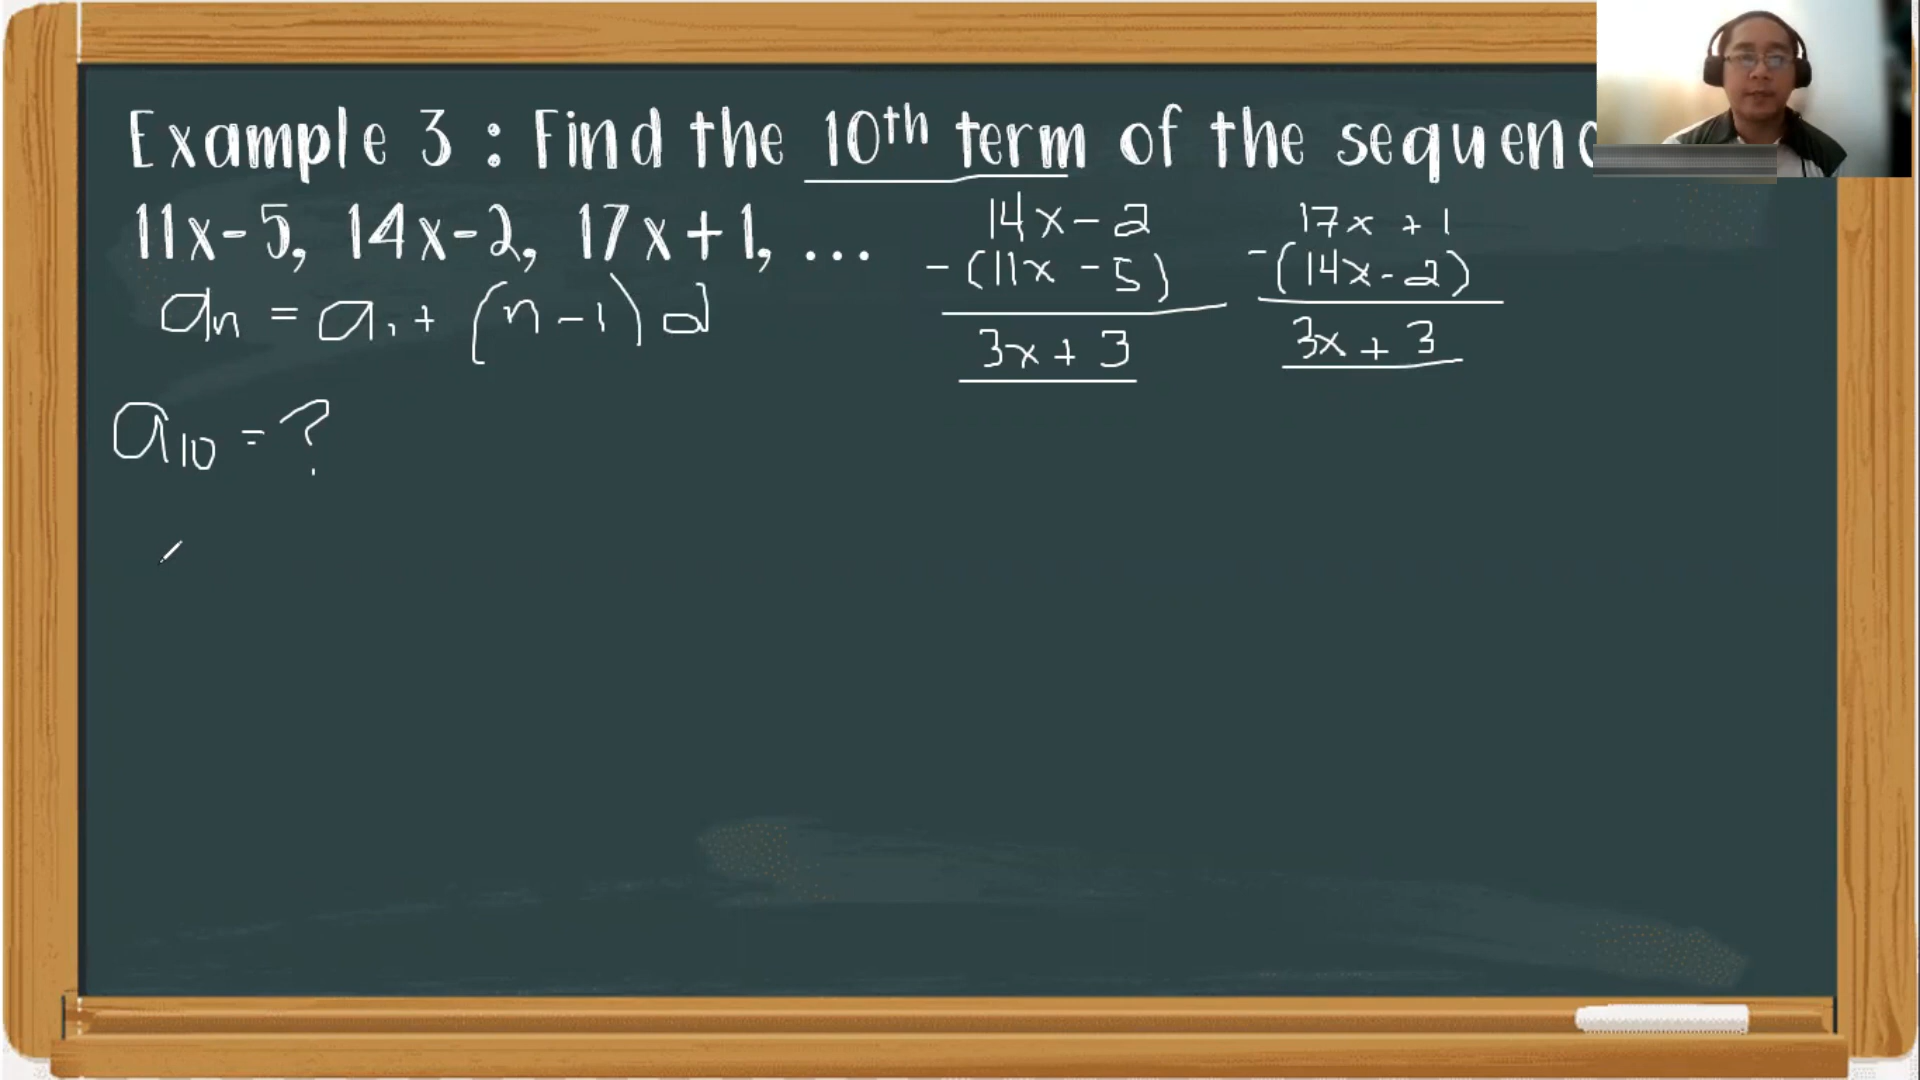 Example 3 : Find the 10th term of the sequenc
11x-5, 14x-2, 17x+1, ...
an = a1 + (n-1)d
a10 = ?
14x - 2
-(11x - 5)
3x + 3
17x + 1
-(14x - 2)
3x + 3